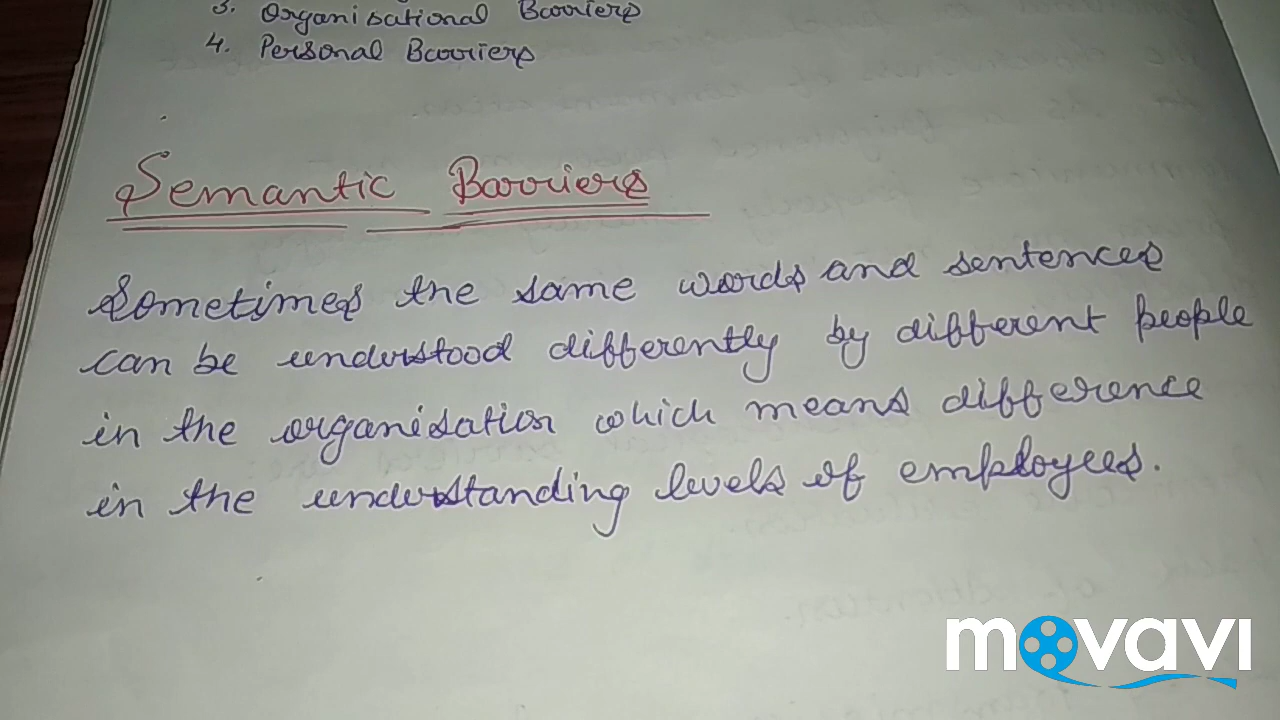 3. Organisational Barriers
4. Personal Barriers
Semantic Barriers
Sometimes the same words and sentences
can be understood differently by different people
in the organisation which means difference
in the understanding levels of employees.
movavi